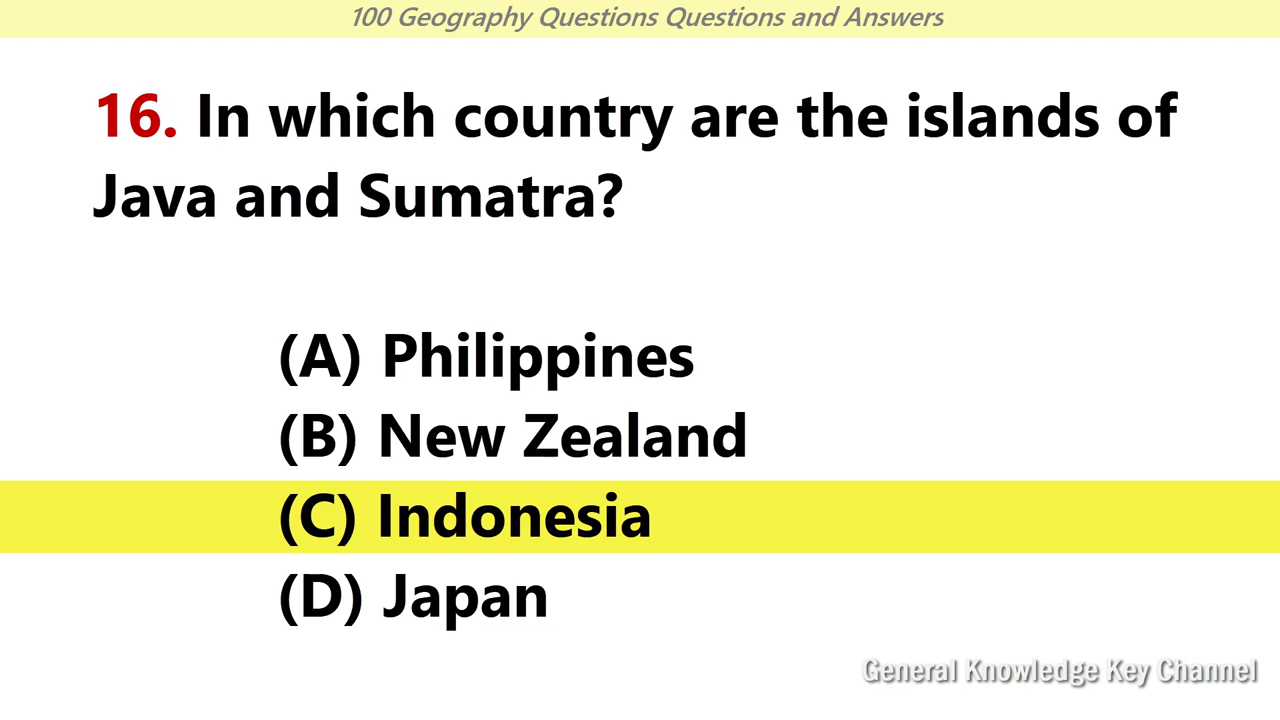 100 Geography Questions Questions and Answers
16. In which country are the islands of
Java and Sumatra?
(A) Philippines
(B) New Zealand
(C) Indonesia
(D) Japan
General Knowledge Key Channel